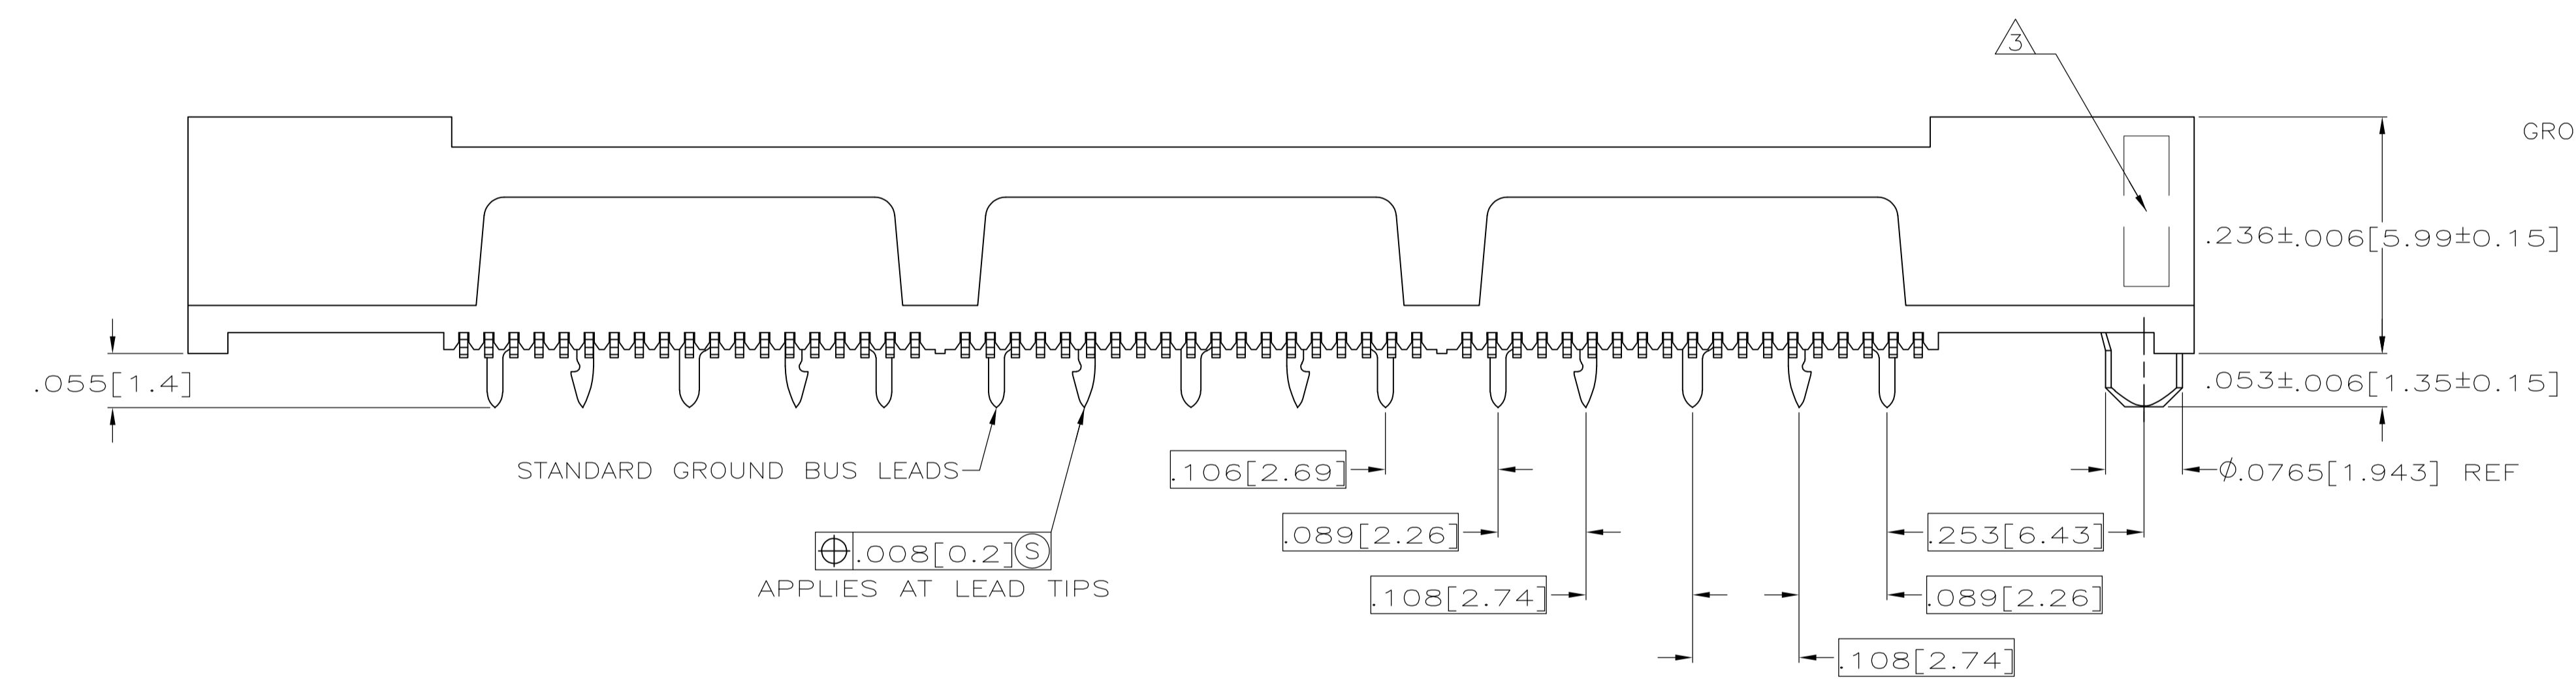 3
GRO
.236±.006[5.99±0.15]
.055[1.4]
.053±.006[1.35±0.15]
STANDARD GROUND BUS LEADS
.106[2.69]
⌀.0765[1.943] REF
.089[2.26]
.253[6.43]
⌖.008[0.2]Ⓢ
APPLIES AT LEAD TIPS
.108[2.74]
.089[2.26]
.108[2.74]